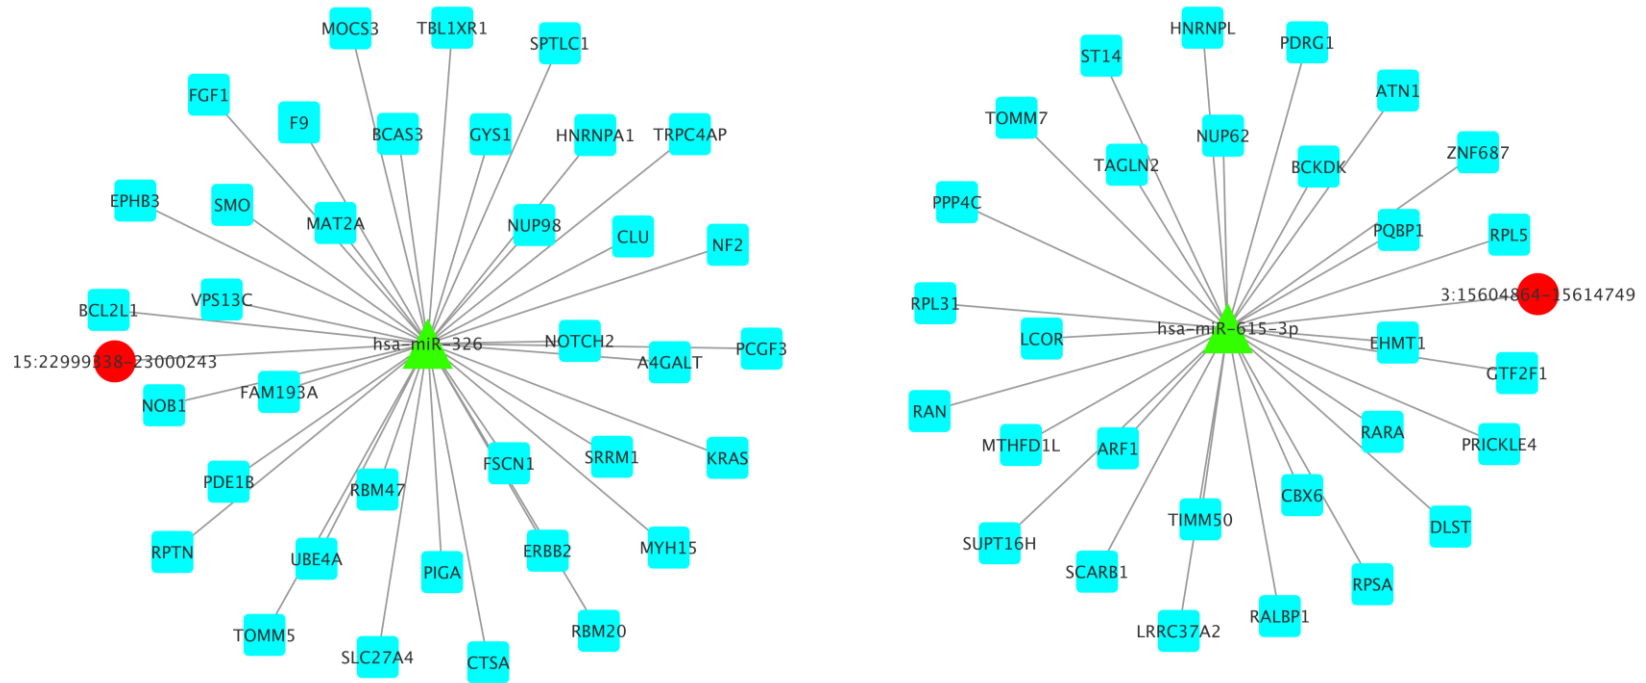 MOCS3
TBL1XR1
SPTLC1
FGF1
F9
BCAS3
GYS1
HNRNPA1
TRPC4AP
EPHB3
SMO
MAT2A
NUP98
CLU
NF2
BCL2L1
VPS13C
hsa-miR-326
NOTCH2
PCGF3
A4GALT
15:22999338-23000243
NOB1
FAM193A
PDE1B
RBM47
FSCN1
SRRM1
KRAS
RPTN
UBE4A
PIGA
ERBB2
MYH15
TOMM5
SLC27A4
CTSA
RBM20
HNRNPL
PDRG1
ST14
ATN1
TOMM7
NUP62
TAGLN2
BCKDK
ZNF687
PPP4C
PQBP1
RPL5
RPL31
3:15604864-15614749
hsa-miR-615-3p
LCOR
EHMT1
GTF2F1
RAN
MTHFD1L
ARF1
RARA
PRICKLE4
SUPT16H
TIMM50
CBX6
DLST
SCARB1
RPSA
LRRC37A2
RALBP1